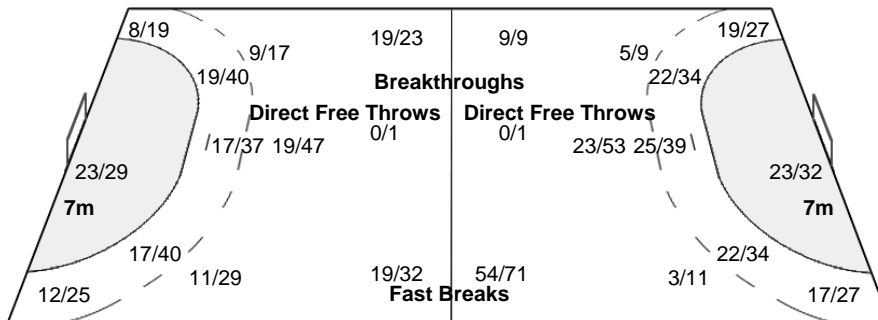 8/19 19/23 9/9 19/27
9/17 5/9
19/40 22/34
Breakthroughs
Direct Free Throws Direct Free Throws
0/1 0/1
17/37 19/47 23/53 25/39
23/29 23/32
7m 7m
17/40 22/34
11/29 19/32 54/71 3/11
12/25 Fast Breaks 17/27